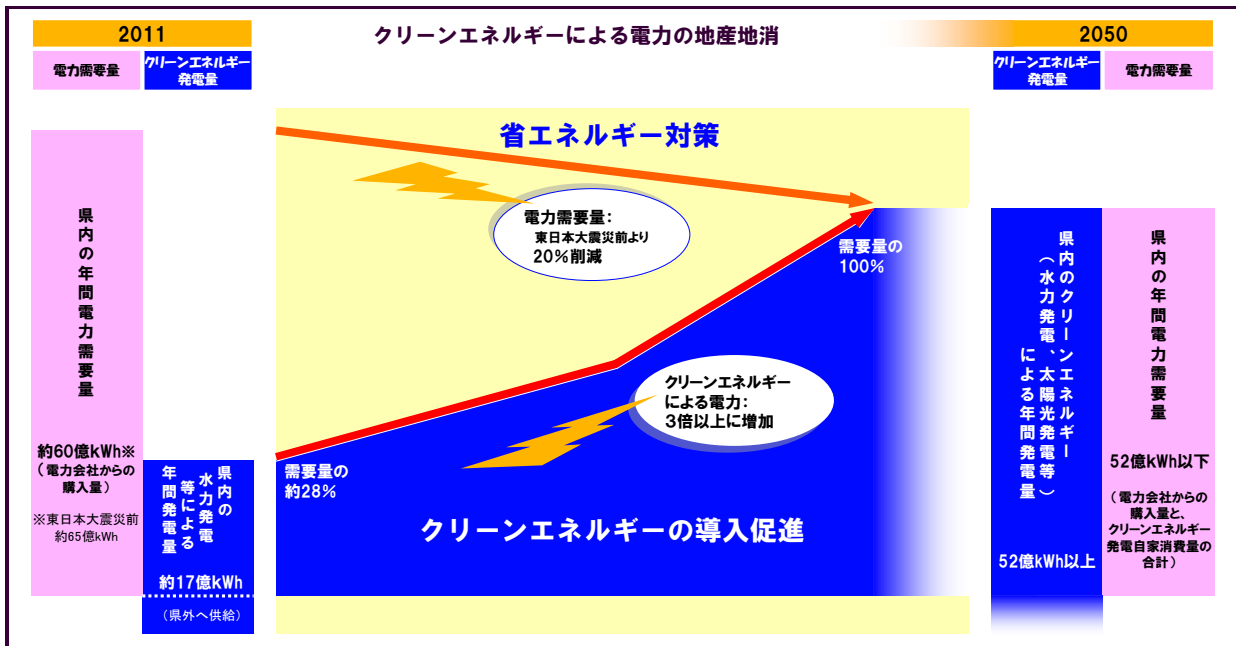 クリーンエネルギーによる電力の地産地消
2011
電力需要量
クリーンエネルギー
発電量
県内の年間電力需要量
約60億kWh※
(電力会社からの
購入量)
※東日本大震災前
約65億kWh
県内の
水力発電
等による
年間発電量
約17億kWh
(県外へ供給)
省エネルギー対策
電力需要量:
東日本大震災前より
20%削減
需要量の
100%
クリーンエネルギー
による電力:
3倍以上に増加
需要量の
約28%
クリーンエネルギーの導入促進
2050
クリーンエネルギー
発電量
電力需要量
県内のクリーンエネルギー
(水力発電、太陽光発電等)
による年間発電量
52億kWh以上
県内の年間電力需要量
52億kWh以下
(電力会社からの
購入量と、
クリーンエネルギー
発電自家消費量の
合計)